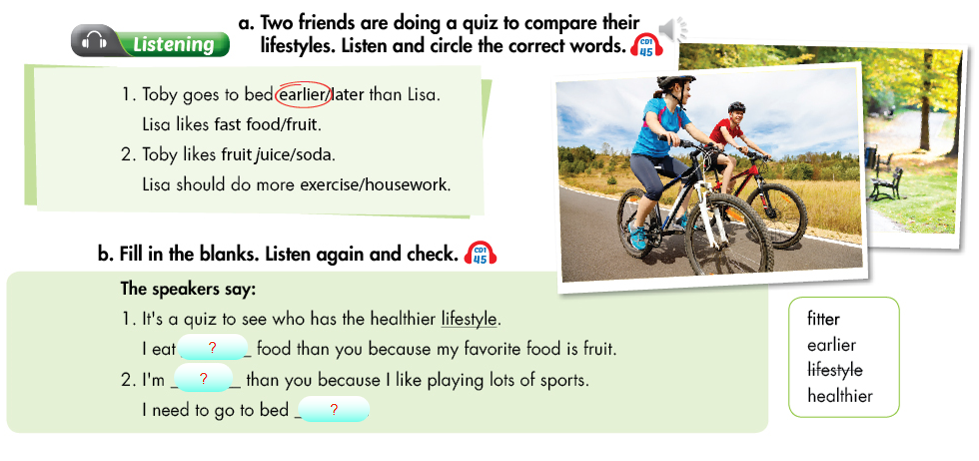 Listening
a. Two friends are doing a quiz to compare their
lifestyles. Listen and circle the correct words. CD1 45
1. Toby goes to bed earlier/later than Lisa.
Lisa likes fast food/fruit.
2. Toby likes fruit juice/soda.
Lisa should do more exercise/housework.
b. Fill in the blanks. Listen again and check. CD1 45
The speakers say:
1. It's a quiz to see who has the healthier lifestyle.
I eat ? _ food than you because my favorite food is fruit.
2. I'm _ ? _ than you because I like playing lots of sports.
I need to go to bed _ ?
fitter
earlier
lifestyle
healthier